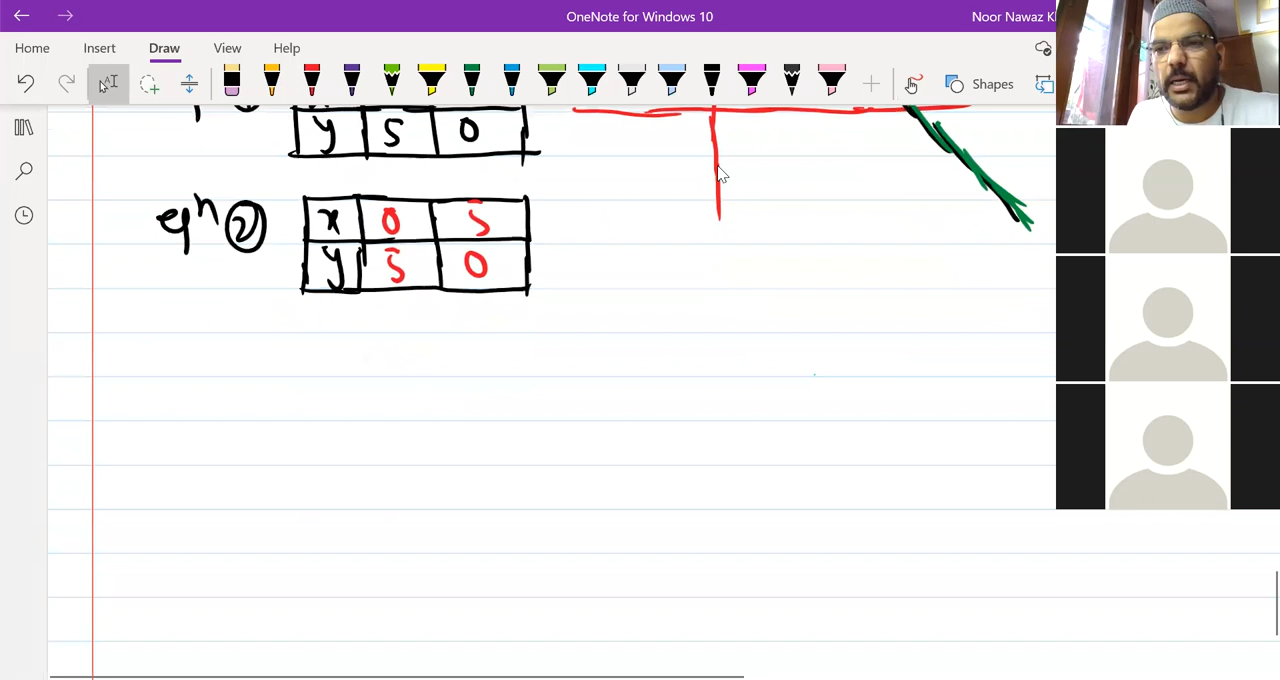 OneNote for Windows 10
Noor Nawaz K
Home Insert Draw View Help
Shapes
y 5 0
eqⁿ ② x 0 5
y 5 0